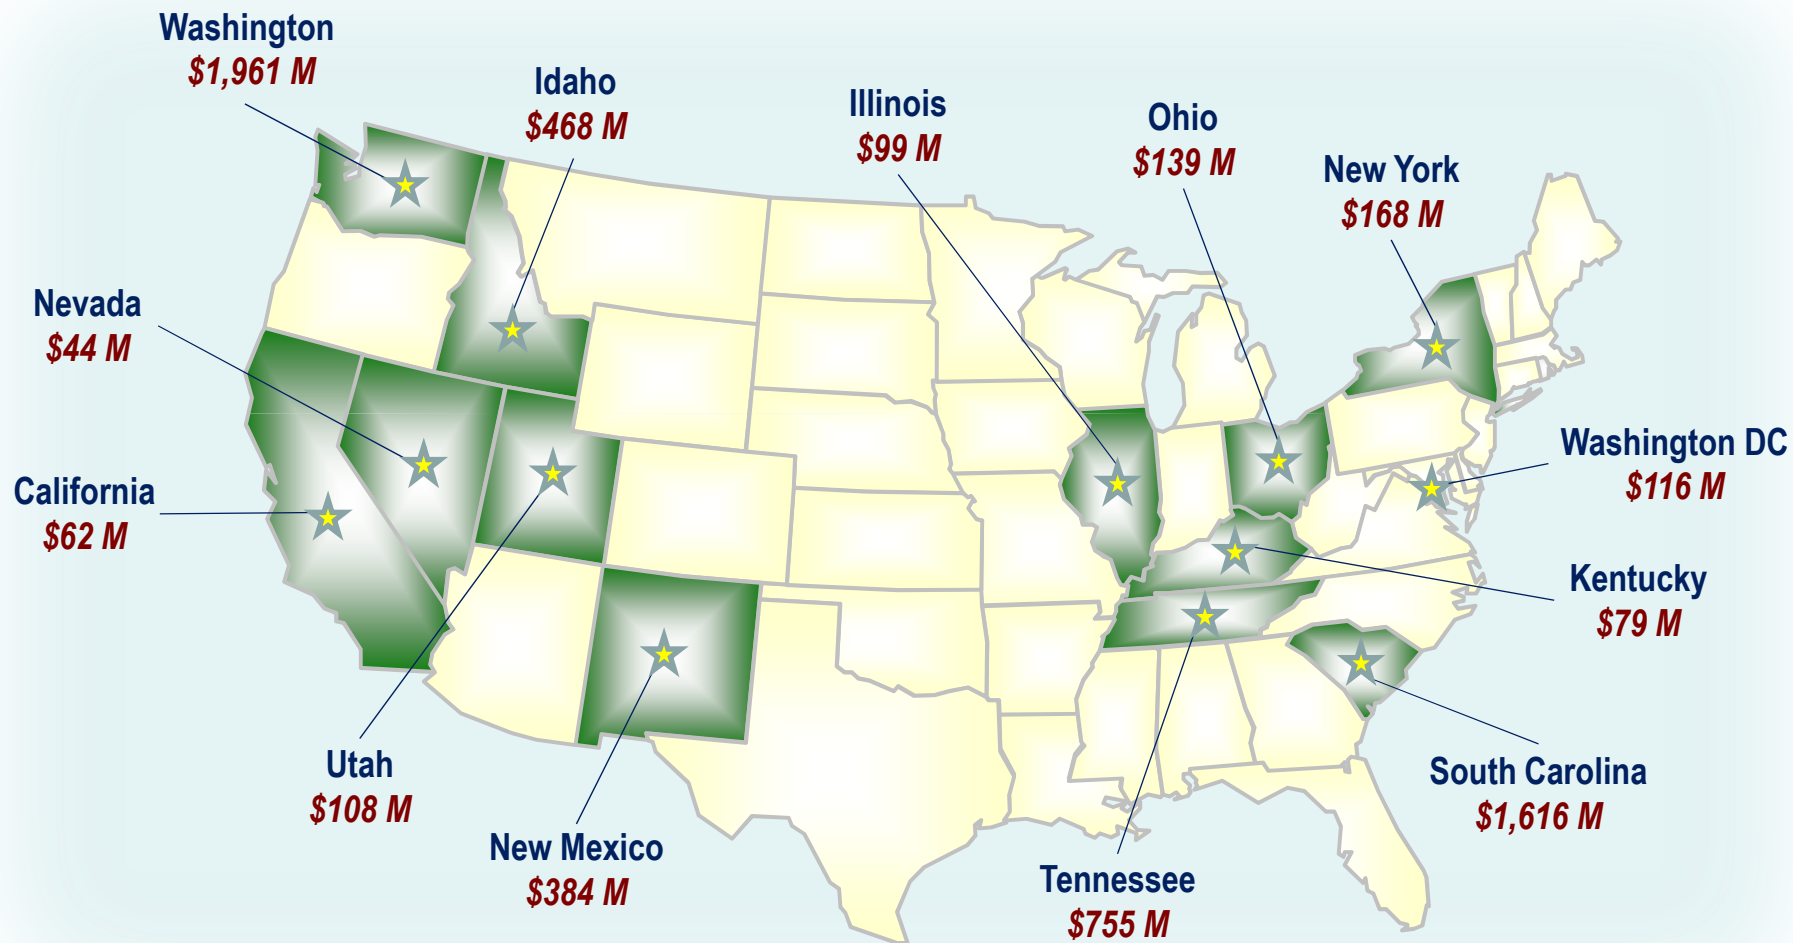 Washington
$1,961 M
Idaho
$468 M
Illinois
$99 M
Ohio
$139 M
New York
$168 M
Nevada
$44 M
California
$62 M
Washington DC
$116 M
Kentucky
$79 M
Utah
$108 M
New Mexico
$384 M
Tennessee
$755 M
South Carolina
$1,616 M